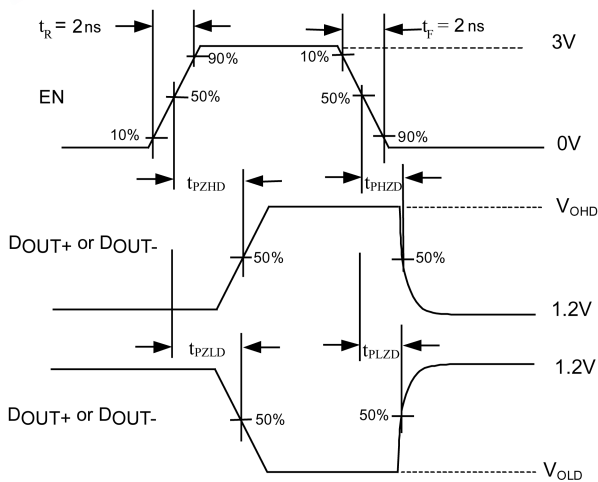 tR = 2 ns
tF = 2 ns
3V
90%
10%
EN
50%
50%
10%
90%
0V
tPZHD
tPHZD
VOHD
DOUT+ or DOUT-
50%
50%
1.2V
tPZLD
tPLZD
1.2V
DOUT+ or DOUT-
50%
50%
VOLD